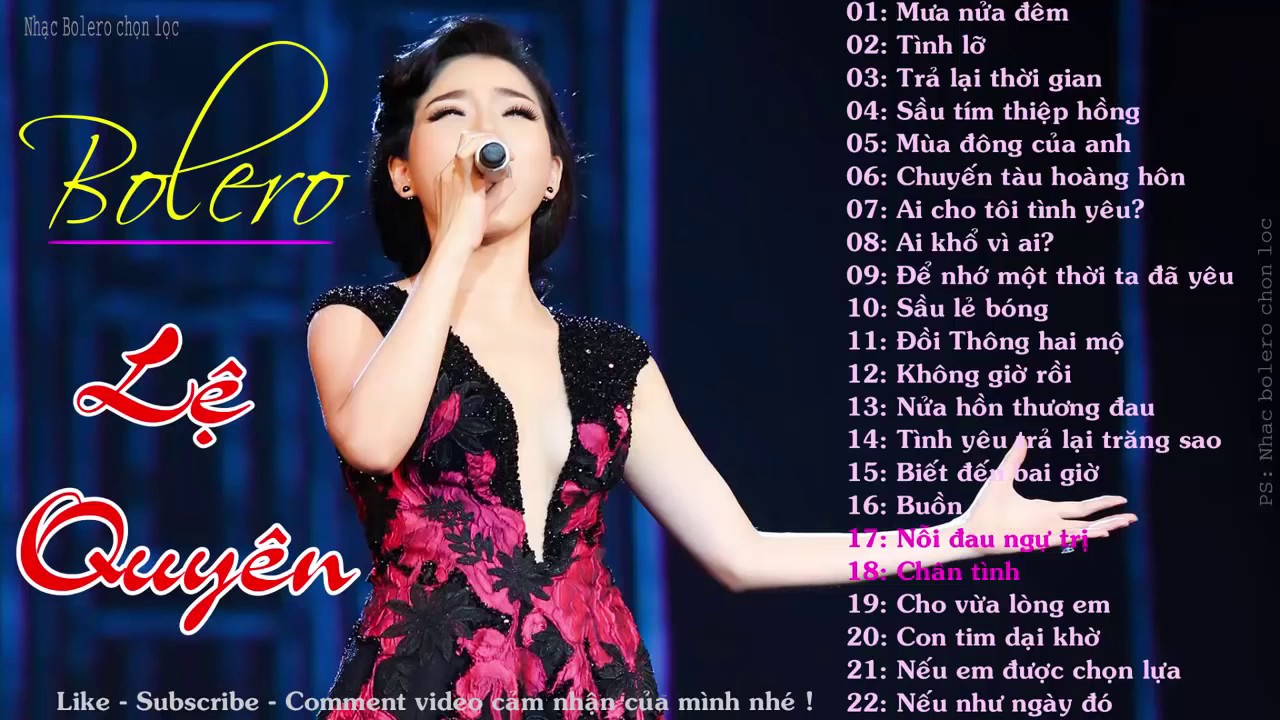 Nhạc Bolero chọn lọc
Bolero
Lệ
Quyên
01: Mưa nửa đêm
02: Tình lỡ
03: Trả lại thời gian
04: Sầu tím thiệp hồng
05: Mùa đông của anh
06: Chuyến tàu hoàng hôn
07: Ai cho tôi tình yêu?
08: Ai khổ vì ai?
09: Để nhớ một thời ta đã yêu
10: Sầu lẻ bóng
11: Đồi Thông hai mộ
12: Không giờ rồi
13: Nửa hồn thương đau
14: Tình yêu trả lại trăng sao
15: Biết đến bai giờ
16: Buồn
17: Nỗi đau ngự trị
18: Chân tình
19: Cho vừa lòng em
20: Con tim dại khờ
21: Nếu em được chọn lựa
22: Nếu như ngày đó
Like - Subscribe - Comment video cảm nhận của mình nhé !
PS: Nhac bolero chon loc